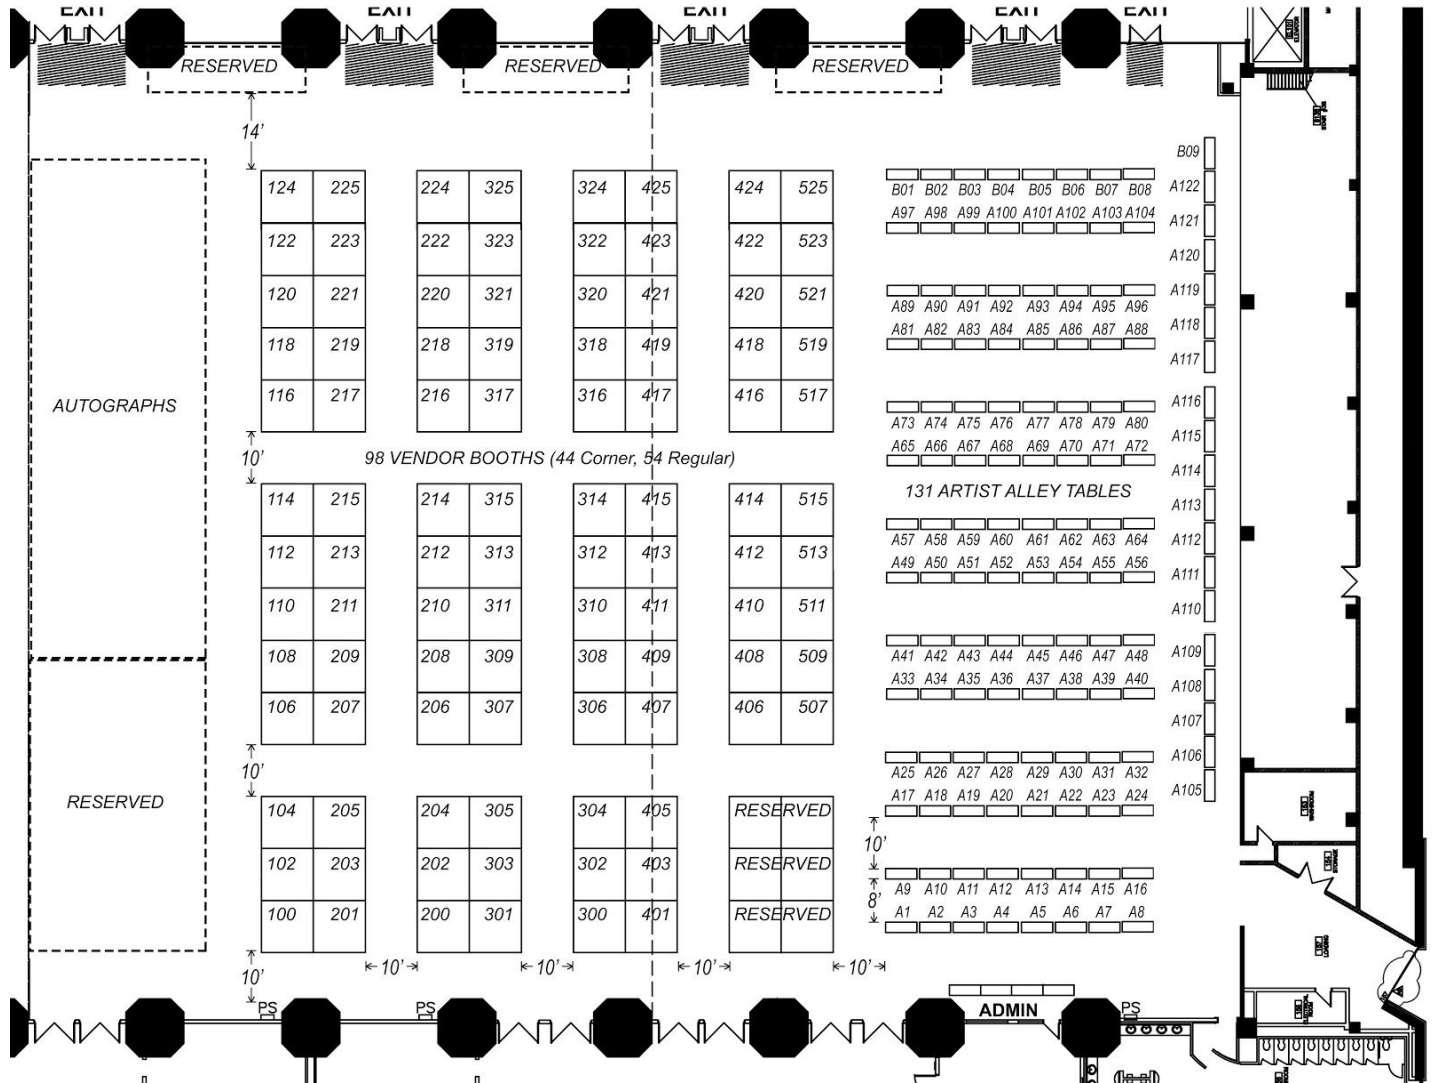 EXIT EXIT EXIT EXIT EXIT
RESERVED RESERVED RESERVED
14'
B09
124 225 224 325 324 425 424 525
B01 B02 B03 B04 B05 B06 B07 B08
A122
A97 A98 A99 A100 A101 A102 A103 A104
A121
122 223 222 323 322 423 422 523
A120
120 221 220 321 320 421 420 521
A119
A89 A90 A91 A92 A93 A94 A95 A96
A81 A82 A83 A84 A85 A86 A87 A88
A118
118 219 218 319 318 419 418 519
A117
116 217 216 317 316 417 416 517
AUTOGRAPHS
A116
A73 A74 A75 A76 A77 A78 A79 A80
A65 A66 A67 A68 A69 A70 A71 A72
A115
10'
98 VENDOR BOOTHS (44 Corner, 54 Regular)
A114
131 ARTIST ALLEY TABLES
114 215 214 315 314 415 414 515
A113
A57 A58 A59 A60 A61 A62 A63 A64
A112
112 213 212 313 312 413 412 513
A49 A50 A51 A52 A53 A54 A55 A56
A111
110 211 210 311 310 411 410 511
A110
108 209 208 309 308 409 408 509
A41 A42 A43 A44 A45 A46 A47 A48
A109
A33 A34 A35 A36 A37 A38 A39 A40
A108
106 207 206 307 306 407 406 507
A107
A106
10'
A25 A26 A27 A28 A29 A30 A31 A32
A17 A18 A19 A20 A21 A22 A23 A24
A105
RESERVED
104 205 204 305 304 405 RESERVED
10'
102 203 202 303 302 403 RESERVED
A9 A10 A11 A12 A13 A14 A15 A16
8'
A1 A2 A3 A4 A5 A6 A7 A8
100 201 200 301 300 401 RESERVED
10' 10' 10' 10' 10'
PS PS ADMIN PS
ELEVATOR
STORAGE
LOADING